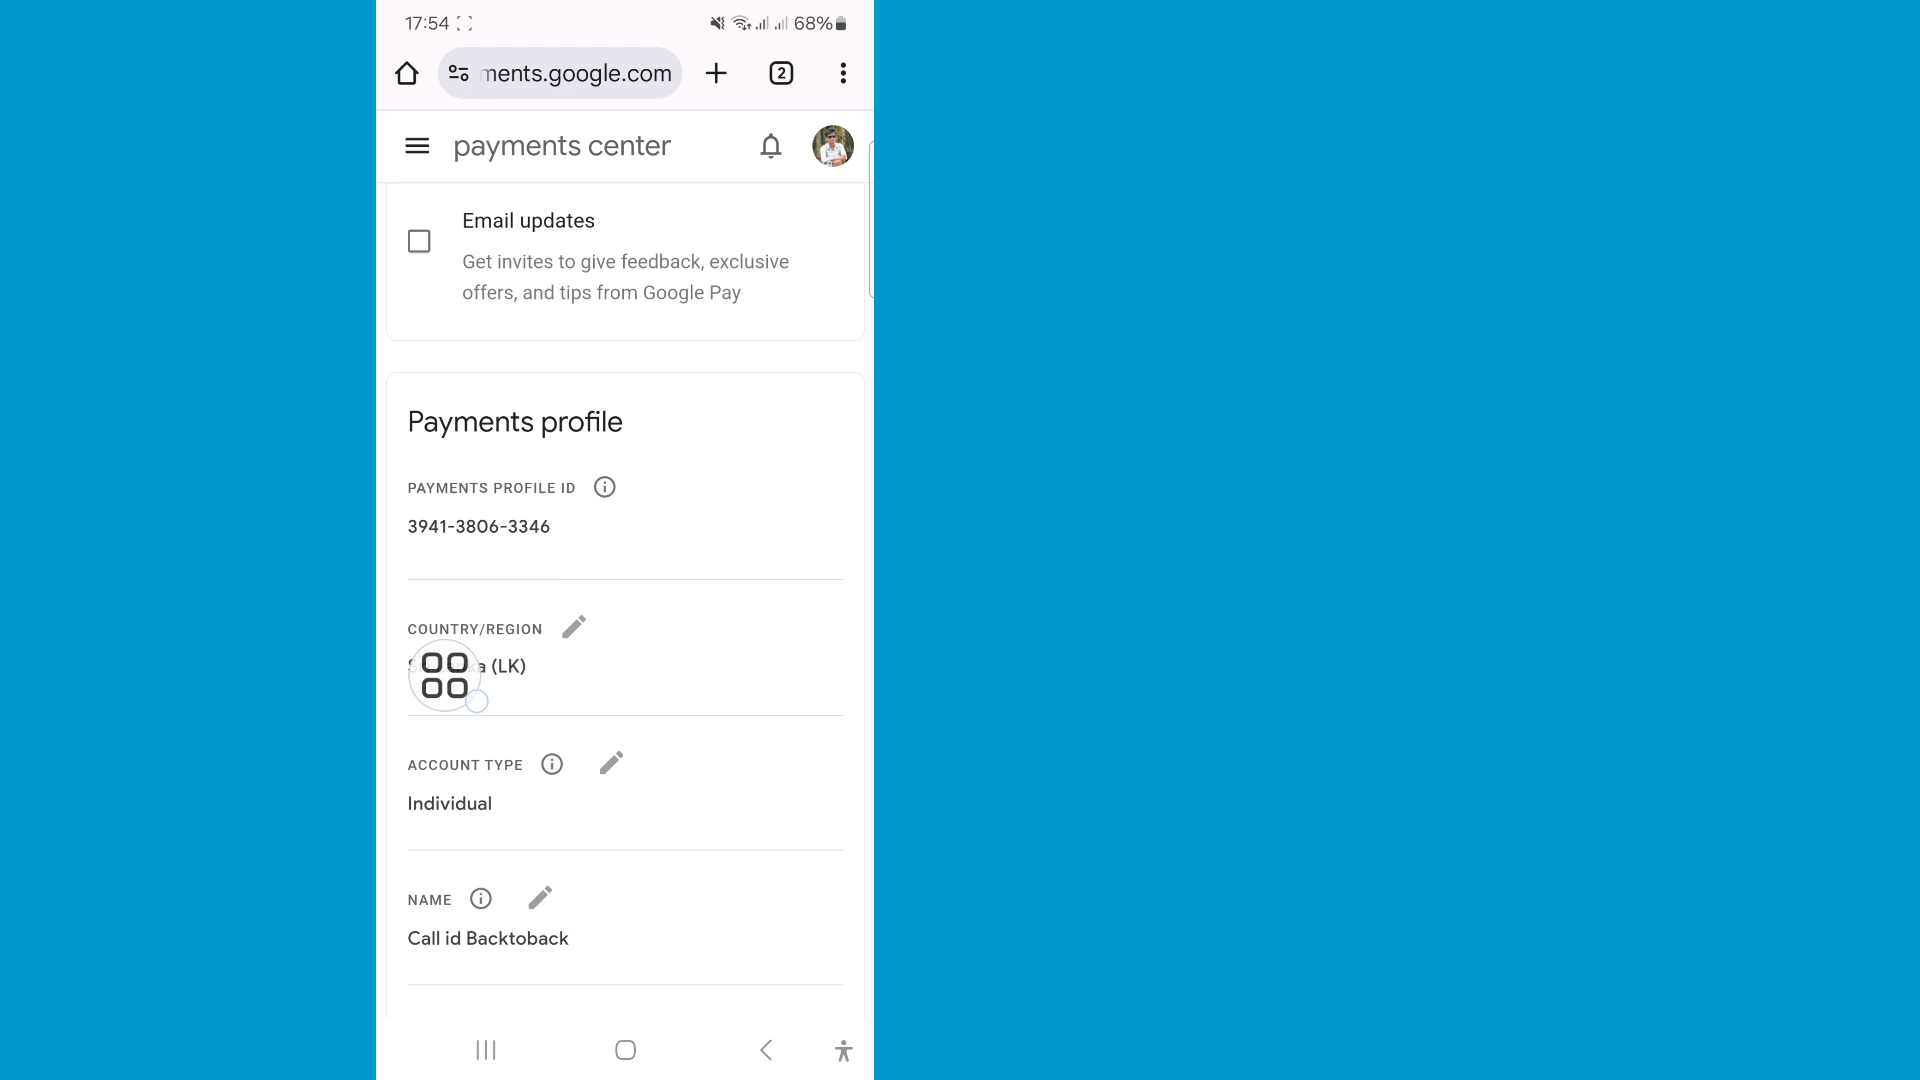 17:54
68%
ments.google.com
2
payments center
Email updates
Get invites to give feedback, exclusive
offers, and tips from Google Pay
Payments profile
PAYMENTS PROFILE ID
3941-3806-3346
COUNTRY/REGION
(LK)
ACCOUNT TYPE
Individual
NAME
Call id Backtoback